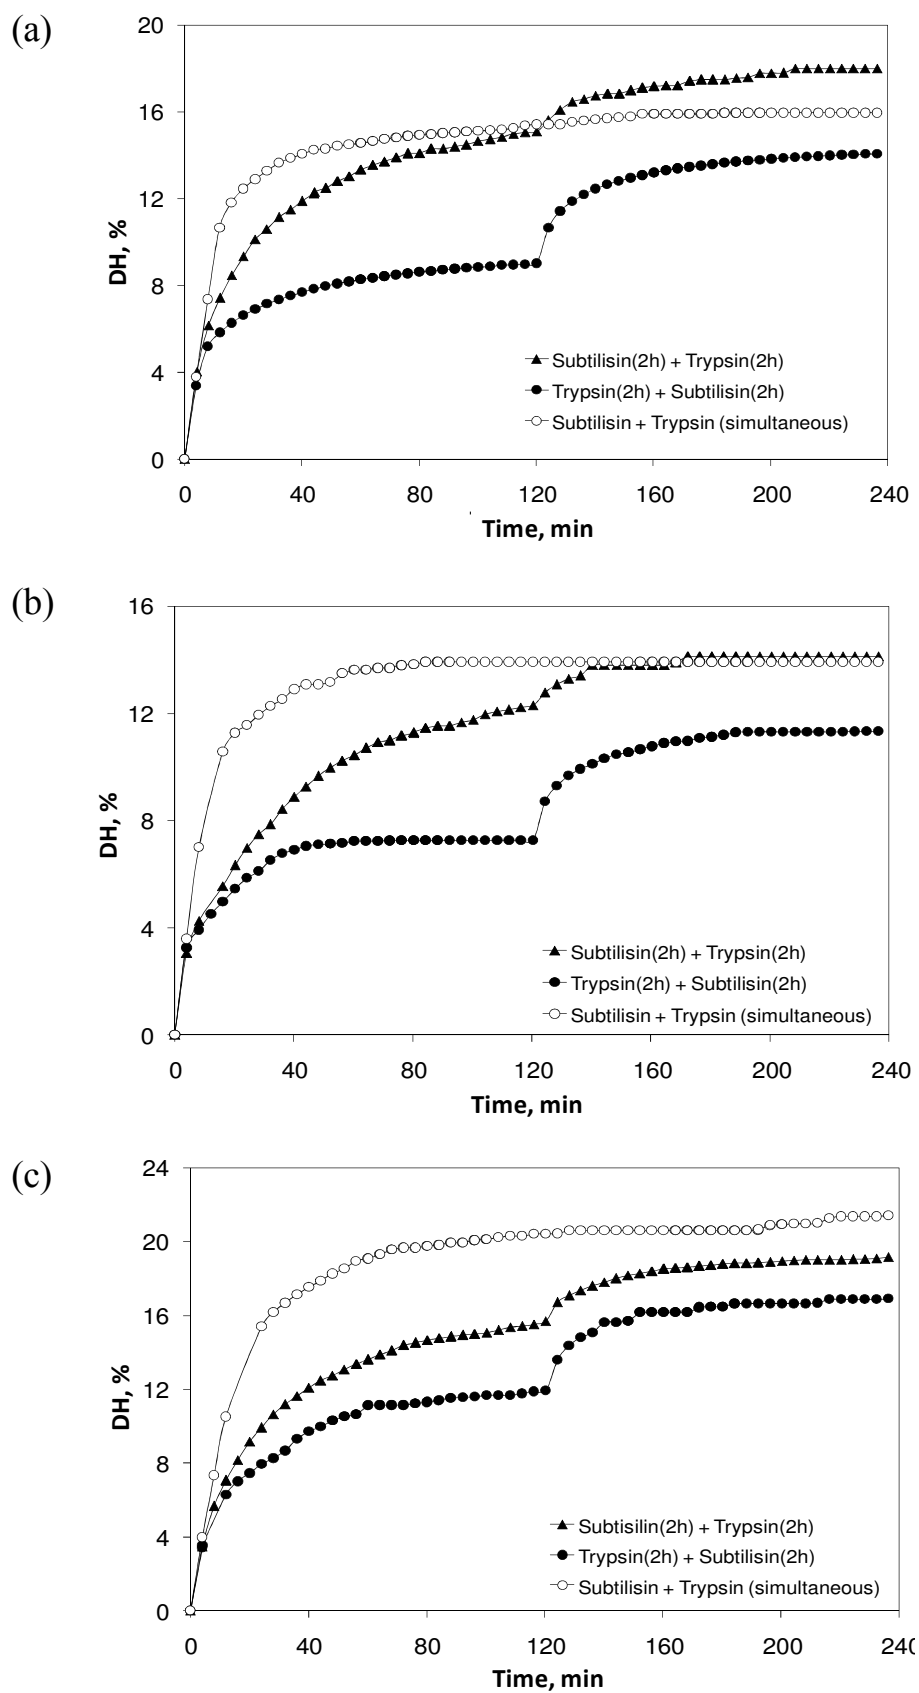 (a)
20
16
12
8
4
0
DH, %
Subtilisin(2h) + Trypsin(2h)
Trypsin(2h) + Subtilisin(2h)
Subtilisin + Trypsin (simultaneous)
0 40 80 120 160 200 240
Time, min
(b)
16
12
8
4
0
DH, %
Subtilisin(2h) + Trypsin(2h)
Trypsin(2h) + Subtilisin(2h)
Subtilisin + Trypsin (simultaneous)
0 40 80 120 160 200 240
Time, min
(c)
24
20
16
12
8
4
0
DH, %
Subtisilin(2h) + Trypsin(2h)
Trypsin(2h) + Subtilisin(2h)
Subtilisin + Trypsin (simultaneous)
0 40 80 120 160 200 240
Time, min